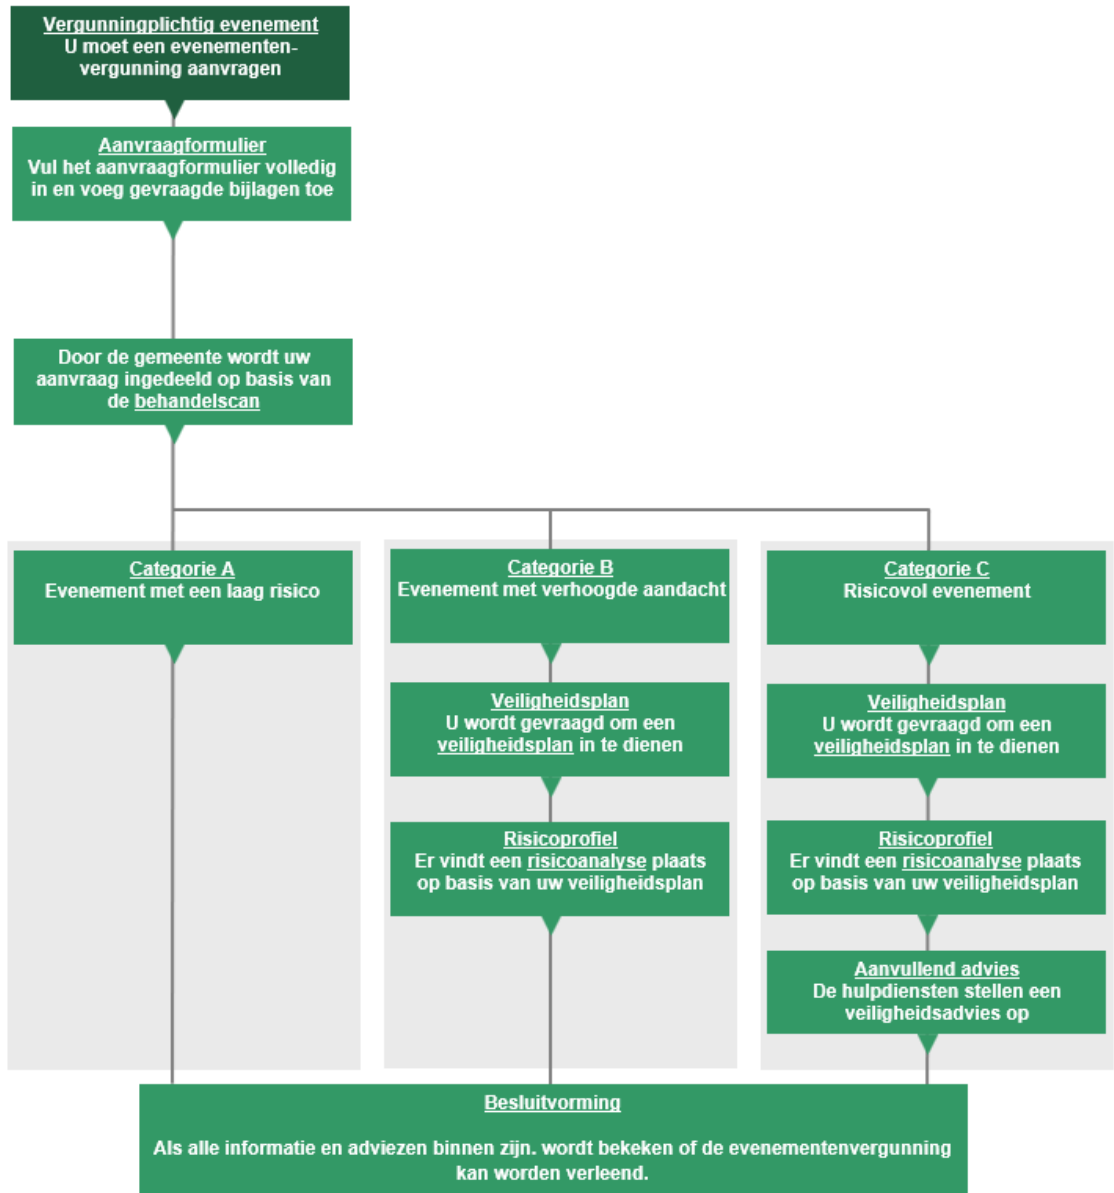 Vergunningplichtig evenement
U moet een evenementen-
vergunning aanvragen
Aanvraagformulier
Vul het aanvraagformulier volledig
in en voeg gevraagde bijlagen toe
Door de gemeente wordt uw
aanvraag ingedeeld op basis van
de behandelscan
Categorie A
Evenement met een laag risico
Categorie B
Evenement met verhoogde aandacht
Veiligheidsplan
U wordt gevraagd om een
veiligheidsplan in te dienen
Risicoprofiel
Er vindt een risicoanalyse plaats
op basis van uw veiligheidsplan
Categorie C
Risicovol evenement
Veiligheidsplan
U wordt gevraagd om een
veiligheidsplan in te dienen
Risicoprofiel
Er vindt een risicoanalyse plaats
op basis van uw veiligheidsplan
Aanvullend advies
De hulpdiensten stellen een
veiligheidsadvies op
Besluitvorming
Als alle informatie en adviezen binnen zijn. wordt bekeken of de evenementenvergunning
kan worden verleend.